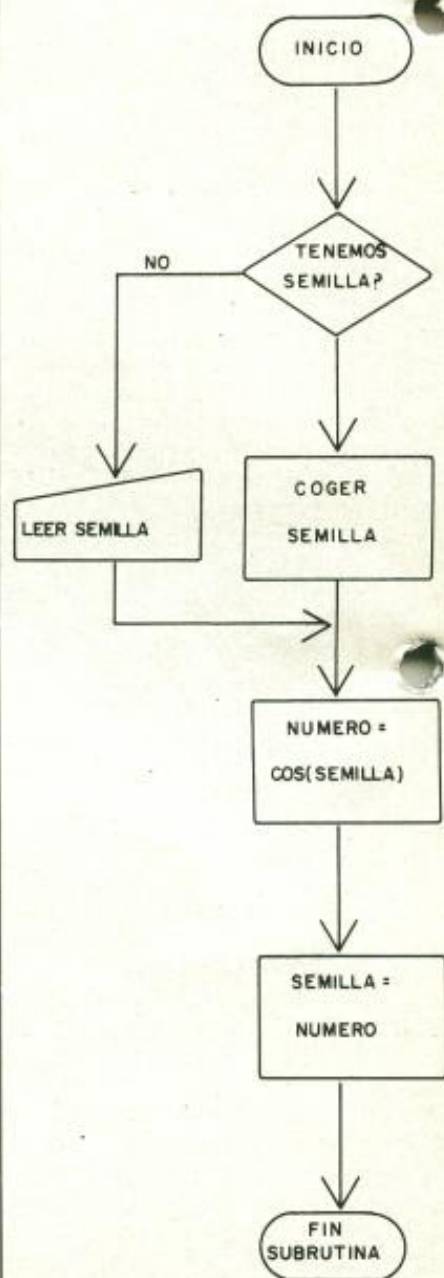 INICIO
TENEMOS
SEMILLA?
NO
LEER SEMILLA
COGER
SEMILLA
NUMERO =
COS(SEMILLA)
SEMILLA =
NUMERO
FIN
SUBRUTINA